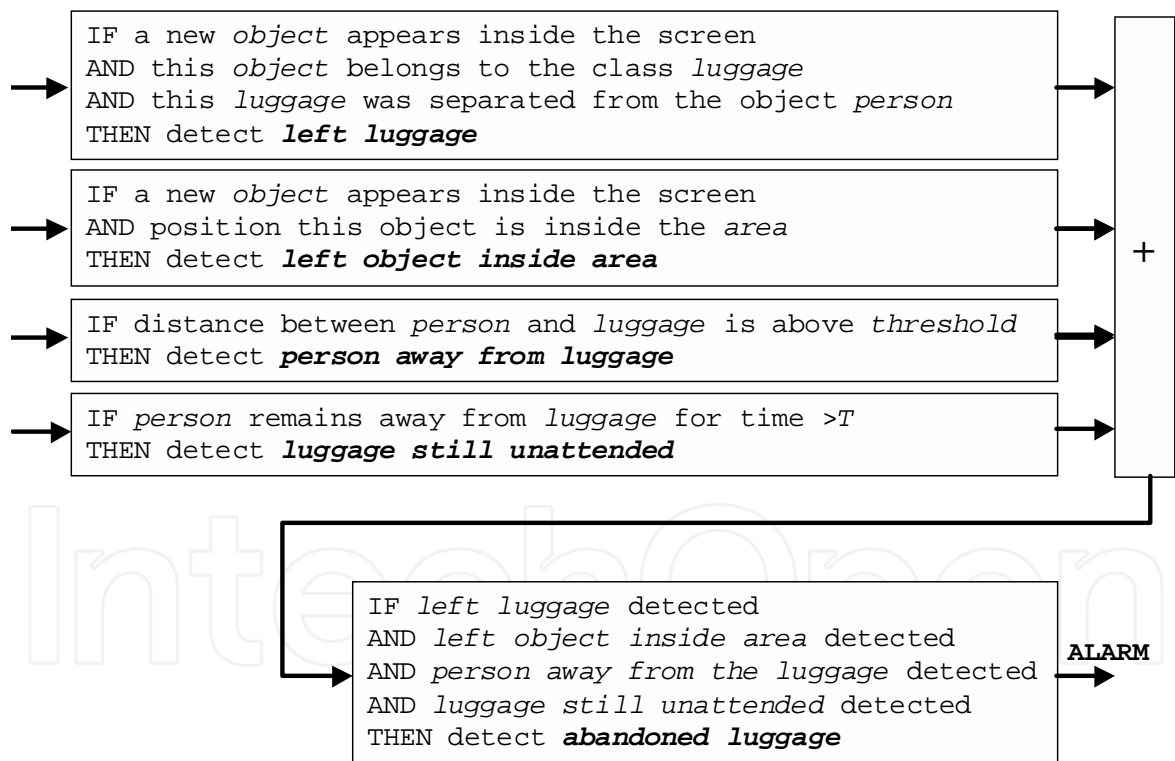 IF a new object appears inside the screen
AND this object belongs to the class luggage
AND this luggage was separated from the object person
THEN detect left luggage
IF a new object appears inside the screen
AND position this object is inside the area
THEN detect left object inside area
+
IF distance between person and luggage is above threshold
THEN detect person away from luggage
IF person remains away from luggage for time >T
THEN detect luggage still unattended
IntechOpen
IF left luggage detected
AND left object inside area detected
AND person away from the luggage detected
AND luggage still unattended detected
THEN detect abandoned luggage
ALARM